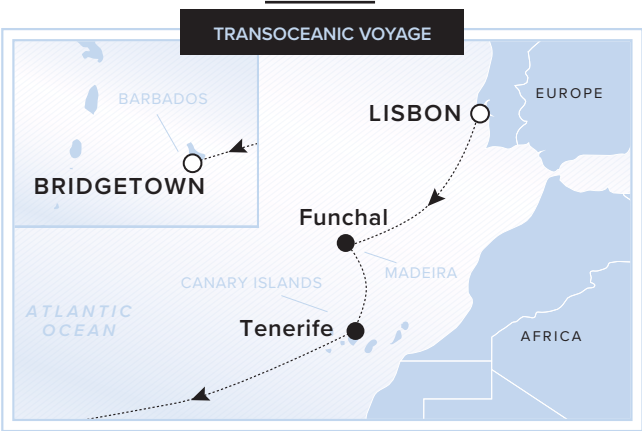 TRANSOCEANIC VOYAGE
BARBADOS
BRIDGETOWN
EUROPE
LISBON
Funchal
MADEIRA
CANARY ISLANDS
ATLANTIC
OCEAN
Tenerife
AFRICA